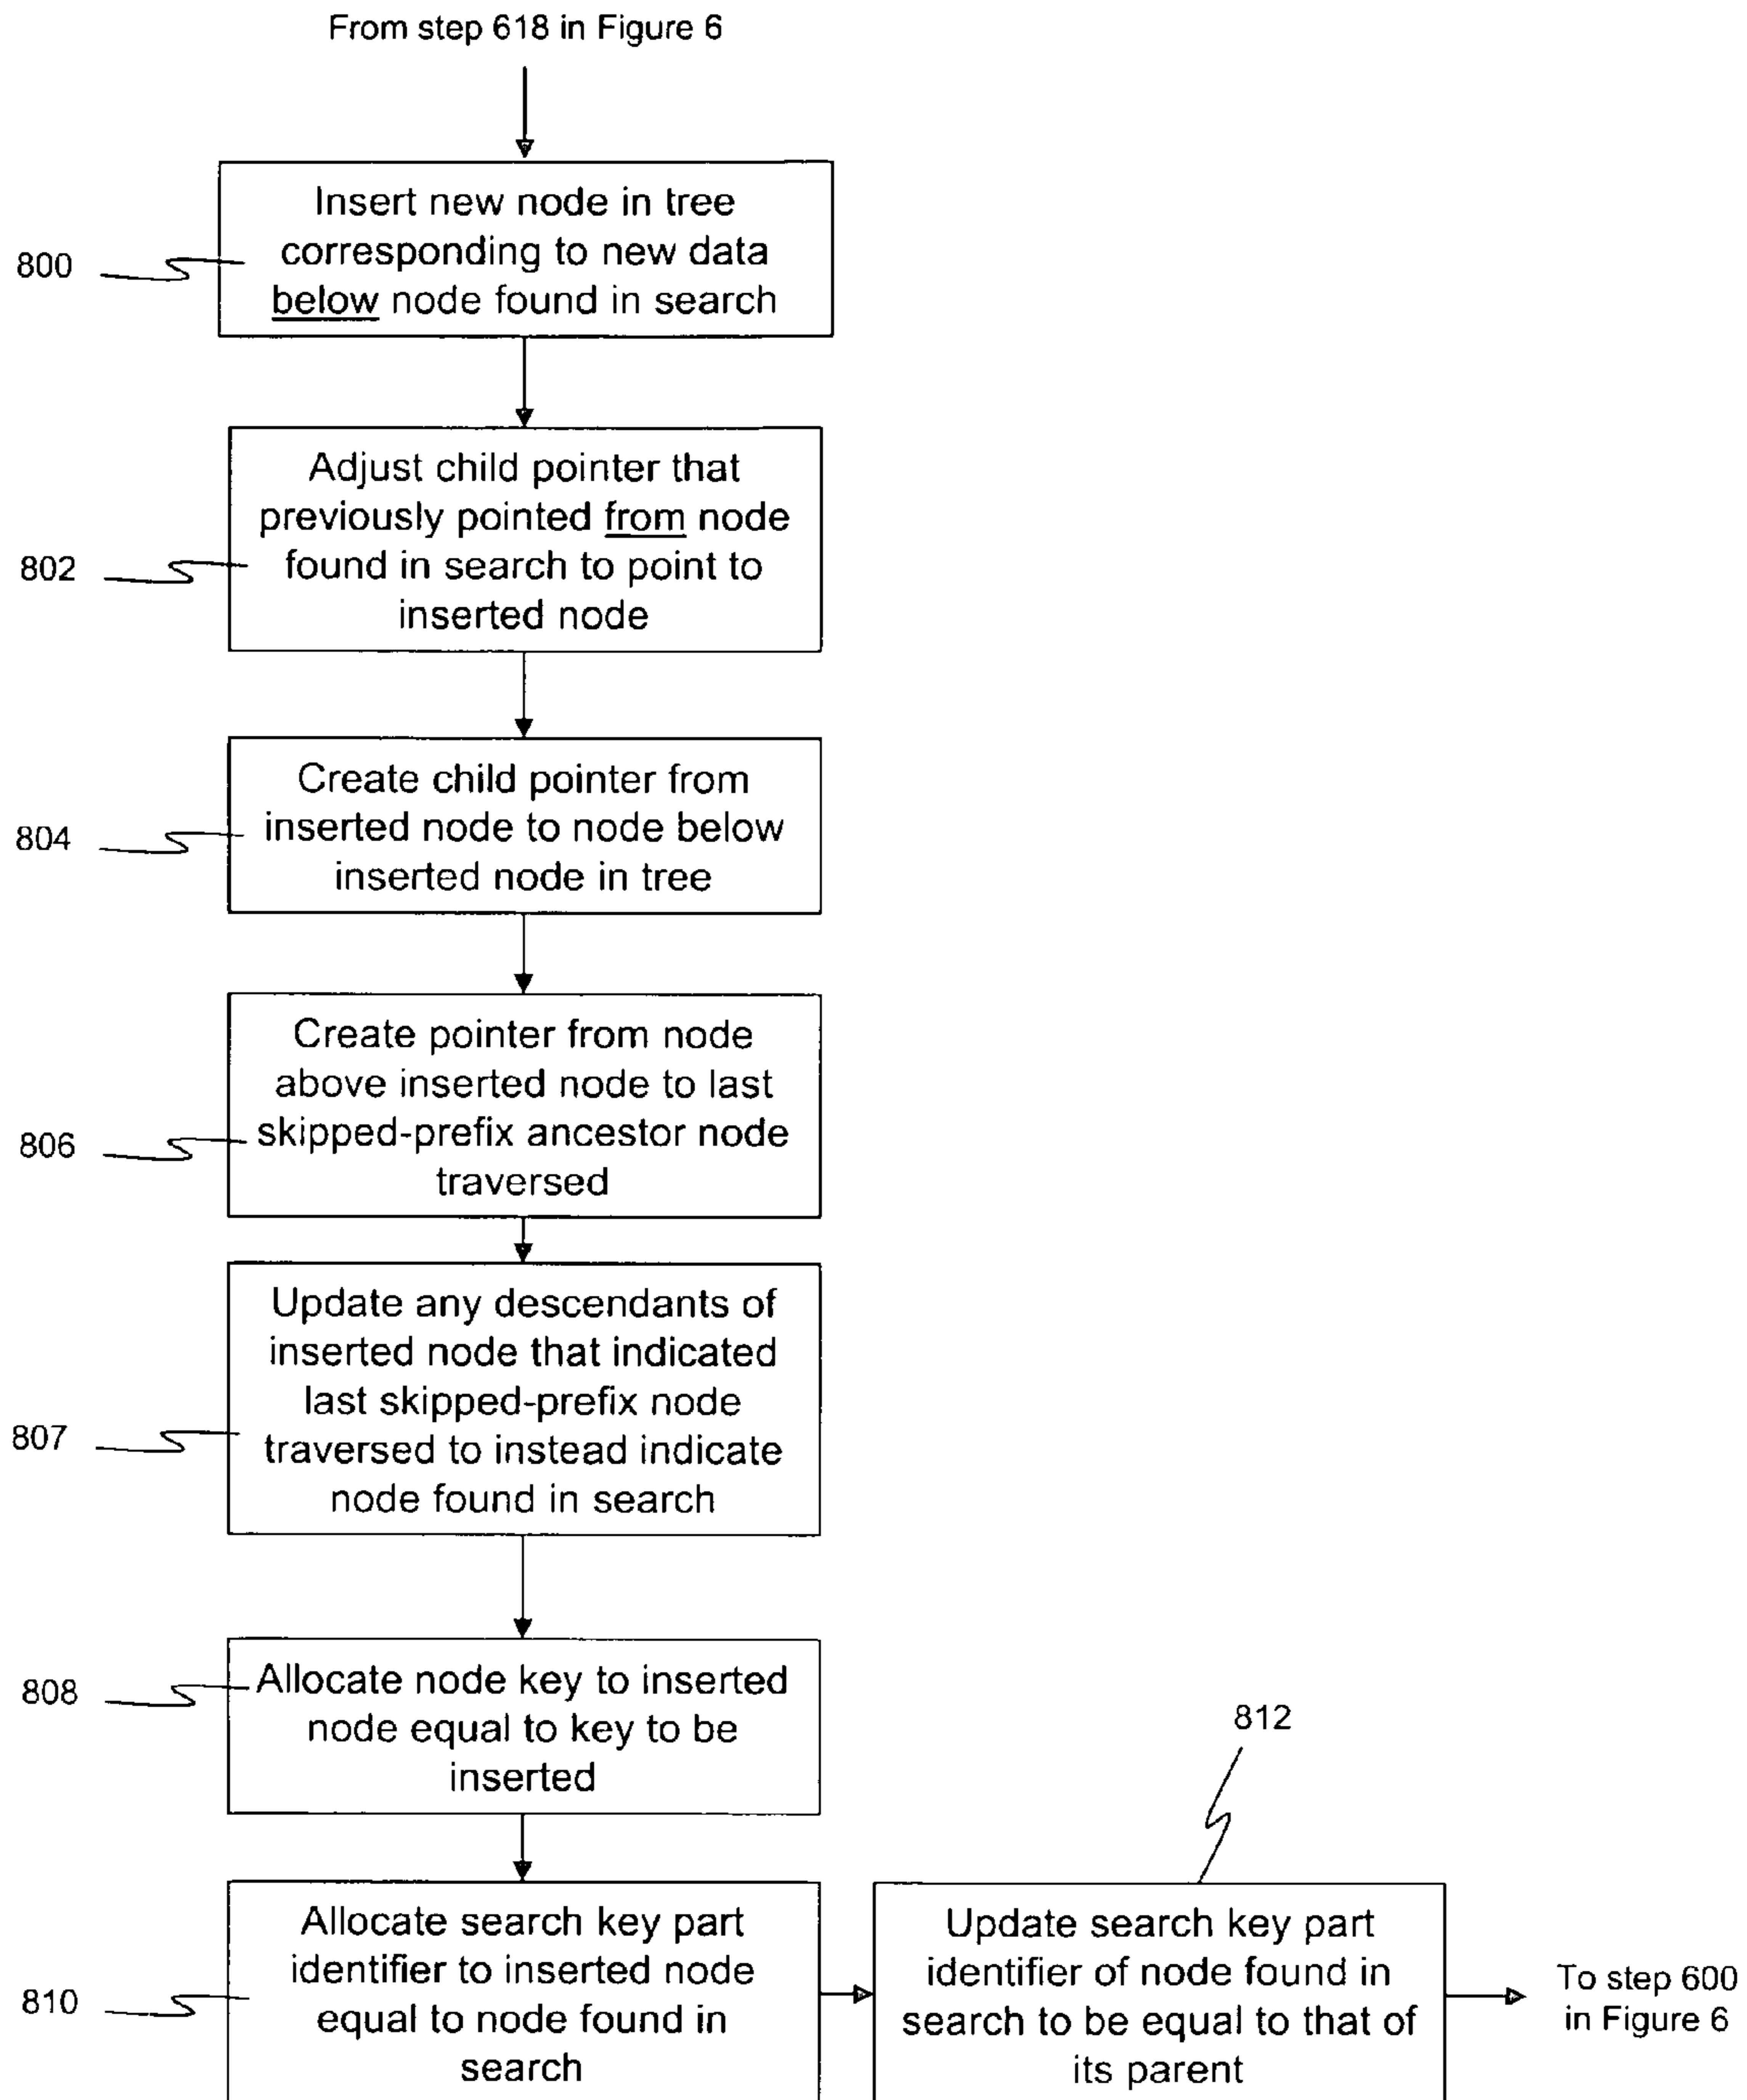 From step 618 in Figure 6
Insert new node in tree
corresponding to new data
below node found in search
800
Adjust child pointer that
previously pointed from node
found in search to point to
inserted node
802
Create child pointer from
inserted node to node below
inserted node in tree
804
Create pointer from node
above inserted node to last
skipped-prefix ancestor node
traversed
806
Update any descendants of
inserted node that indicated
last skipped-prefix node
traversed to instead indicate
node found in search
807
Allocate node key to inserted
node equal to key to be
inserted
808
812
Allocate search key part
identifier to inserted node
equal to node found in
search
810
Update search key part
identifier of node found in
search to be equal to that of
its parent
To step 600
in Figure 6